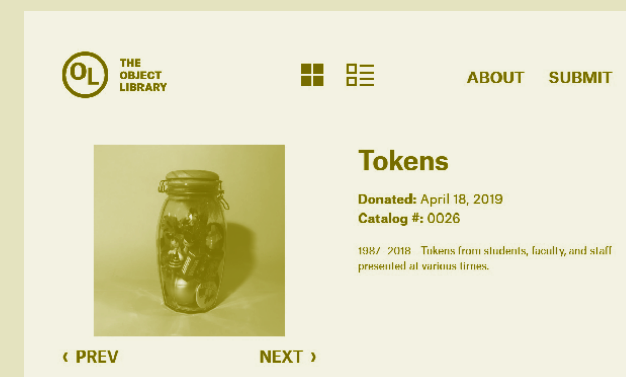 OL
THE
OBJECT
LIBRARY
ABOUT SUBMIT
Tokens
Donated: April 18, 2019
Catalog #: 0026
1987 2018 Tokens from students, faculty, and staff
presented at various times.
‹ PREV
NEXT ›